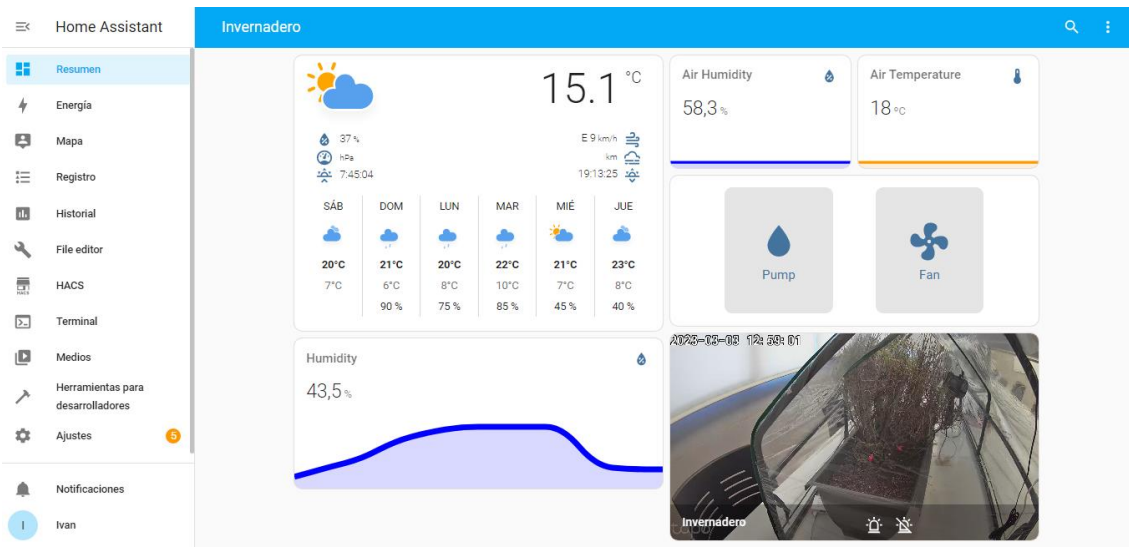 Home Assistant
Invernadero
Resumen
Energía
Mapa
Registro
Historial
File editor
HACS
HACS
Terminal
Medios
Herramientas para
desarrolladores
Ajustes
5
Notificaciones
I
Ivan
15.1 °C
37 %
E 9 km/h
hPa
km
7:45:04
19:13:25
SÁB DOM LUN MAR MIÉ JUE
20°C 21°C 20°C 22°C 21°C 23°C
7°C 6°C 8°C 10°C 7°C 8°C
90 % 75 % 85 % 45 % 40 %
Air Humidity
58,3 %
Air Temperature
18 °C
Pump
Fan
Humidity
43,5 %
Invernadero